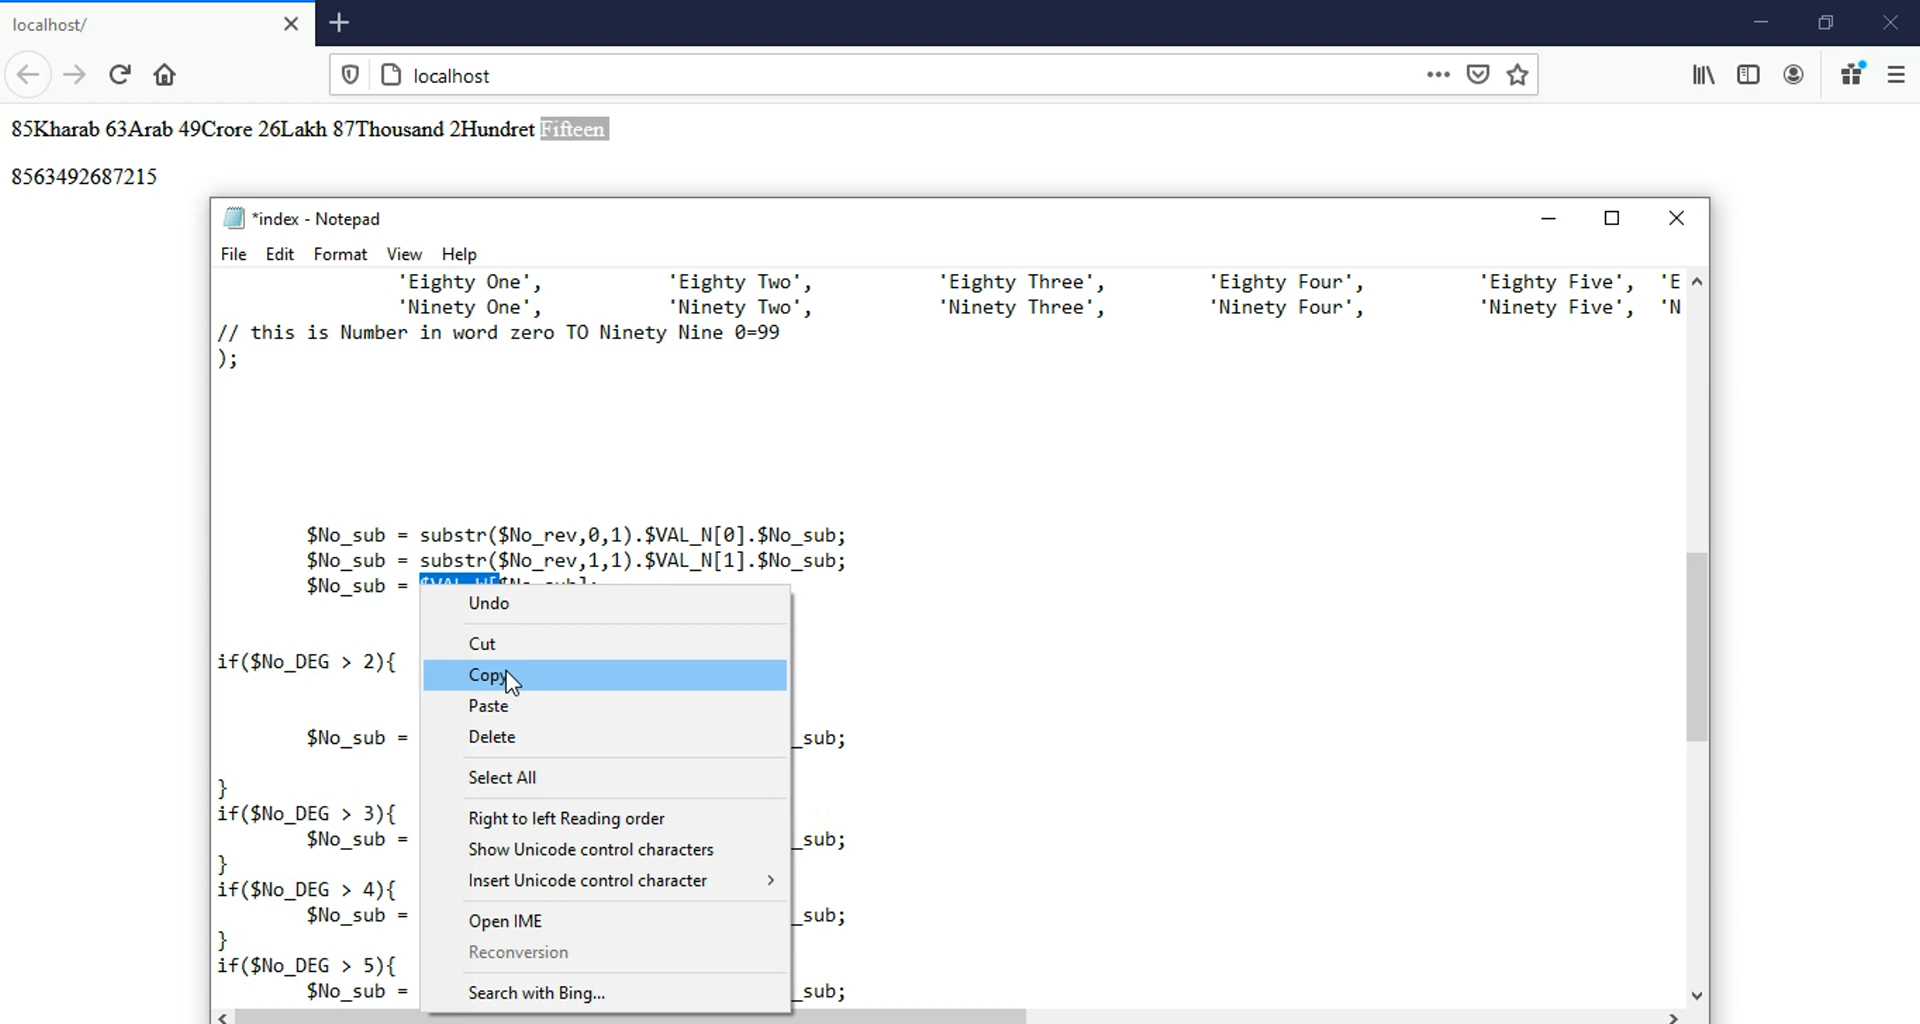 localhost/
localhost
85Kharab 63Arab 49Crore 26Lakh 87Thousand 2Hundret Fifteen
8563492687215
*index - Notepad
File Edit Format View Help
'Eighty One', 'Eighty Two', 'Eighty Three', 'Eighty Four', 'Eighty Five', 'E
'Ninety One', 'Ninety Two', 'Ninety Three', 'Ninety Four', 'Ninety Five', 'N
// this is Number in word zero TO Ninety Nine 0=99
);
$No_sub = substr($No_rev,0,1).$VAL_N[0].$No_sub;
$No_sub = substr($No_rev,1,1).$VAL_N[1].$No_sub;
$No_sub = $VAL_W[$No_sub];
Undo
Cut
if($No_DEG > 2){
Copy
Paste
Delete
$No_sub = _sub;
Select All
}
if($No_DEG > 3){
Right to left Reading order
$No_sub = _sub;
Show Unicode control characters
}
Insert Unicode control character
if($No_DEG > 4){
$No_sub = _sub;
Open IME
}
Reconversion
if($No_DEG > 5){
$No_sub = _sub;
Search with Bing...